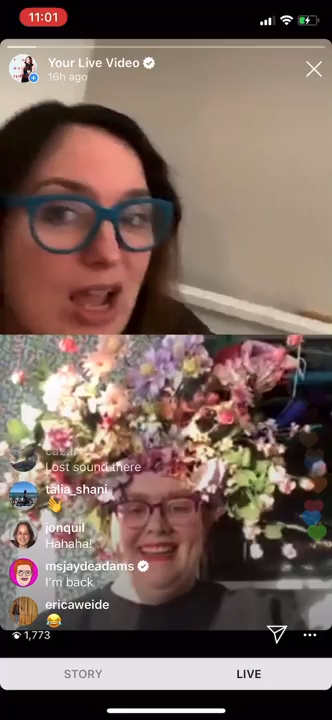 11:01
Your Live Video
16h ago
caz.t
Lost sound there
talia_shani
jonquil
Hahaha!
msjaydeadams
I'm back
ericaweide
1,773
STORY
LIVE